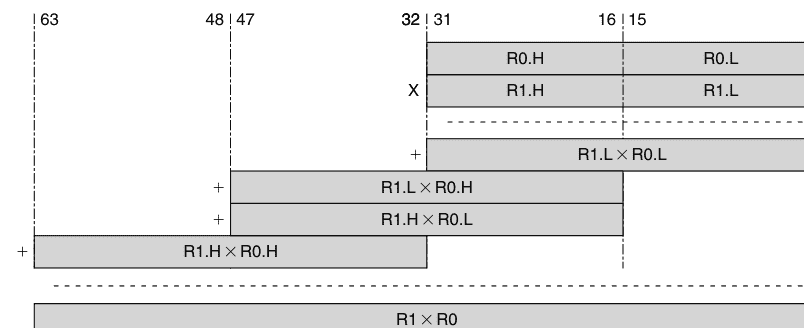 63 48 47 32 31 16 15
R0.H R0.L
X R1.H R1.L
+ R1.L × R0.L
+ R1.L × R0.H
+ R1.H × R0.L
+ R1.H × R0.H
R1 × R0